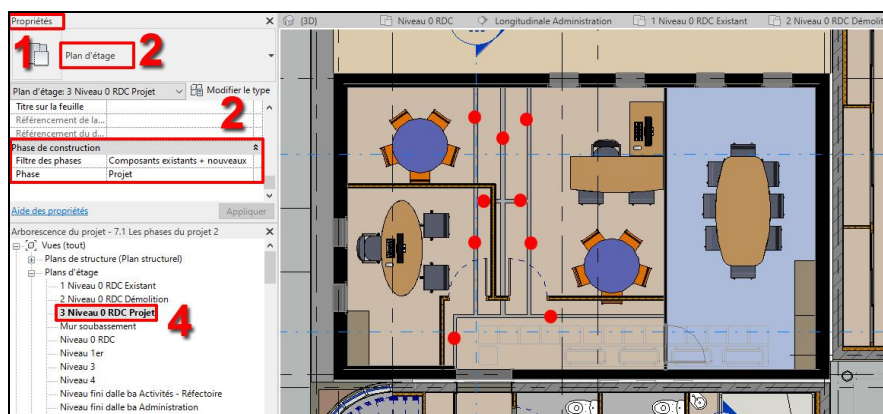 Propriétés
{3D}
Niveau 0 RDC
Longitudinale Administration
1 Niveau 0 RDC Existant
2 Niveau 0 RDC Démolit
1
Plan d'étage
2
Plan d'étage: 3 Niveau 0 RDC Projet
Modifier le type
Titre sur la feuille
Référencement de la...
2
Référencement du d...
Phase de construction
Filtre des phases
Composants existants + nouveaux
Phase
Projet
Aide des propriétés
Appliquer
Arborescence du projet - 7.1 Les phases du projet 2
Vues (tout)
Plans de structure (Plan structurel)
Plans d'étage
1 Niveau 0 RDC Existant
2 Niveau 0 RDC Démolition
3 Niveau 0 RDC Projet
4
Mur soubassement
Niveau 0 RDC
Niveau 1er
Niveau 3
Niveau 4
Niveau fini dalle ba Activités - Réfectoire
Niveau fini dalle ba Administration